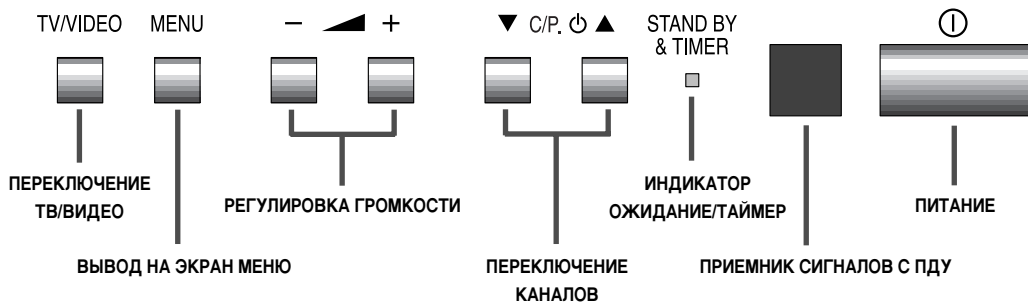 TV/VIDEO MENU − + ▼ C/P. ⏻ ▲ STAND BY
& TIMER
ПЕРЕКЛЮЧЕНИЕ
ТВ/ВИДЕО
РЕГУЛИРОВКА ГРОМКОСТИ
ИНДИКАТОР
ОЖИДАНИЕ/ТАЙМЕР
ПИТАНИЕ
ВЫВОД НА ЭКРАН МЕНЮ
ПЕРЕКЛЮЧЕНИЕ
КАНАЛОВ
ПРИЕМНИК СИГНАЛОВ С ПДУ